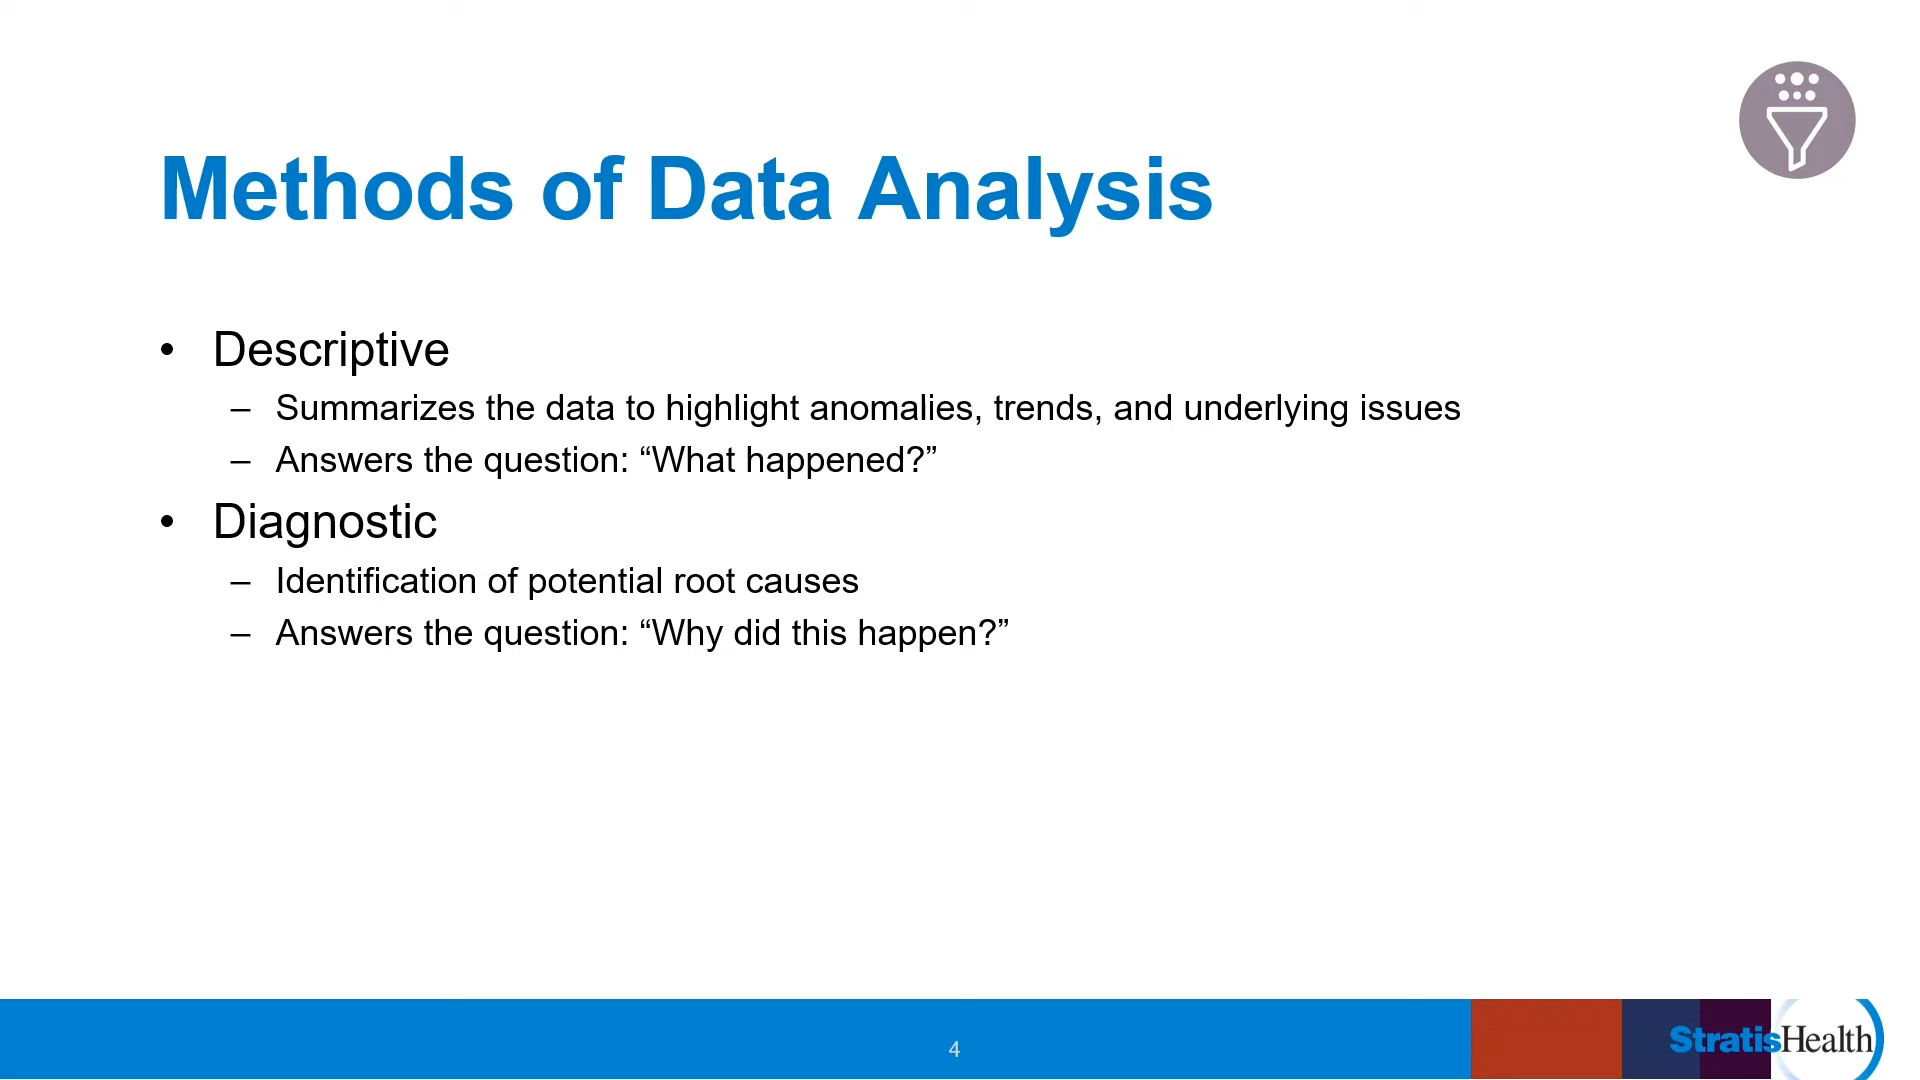 Methods of Data Analysis
• Descriptive
– Summarizes the data to highlight anomalies, trends, and underlying issues
– Answers the question: “What happened?”
• Diagnostic
– Identification of potential root causes
– Answers the question: “Why did this happen?”
4
StratisHealth